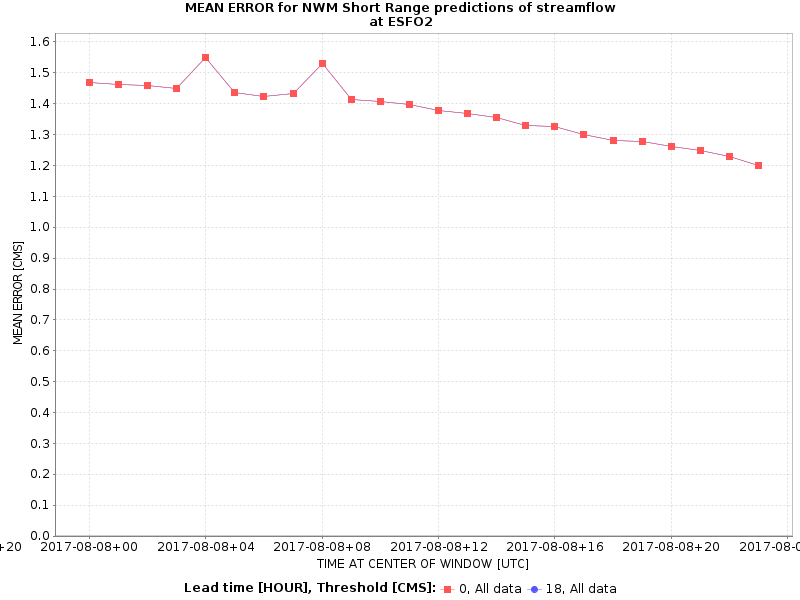 MEAN ERROR for NWM Short Range predictions of streamflow
at ESFO2
1.6
1.5
1.4
1.3
1.2
1.1
1.0
0.9
0.8
0.7
0.6
0.5
0.4
0.3
0.2
0.1
0.0
MEAN ERROR [CMS]
+20 2017-08-08+00 2017-08-08+04 2017-08-08+08 2017-08-08+12 2017-08-08+16 2017-08-08+20 2017-08-0
TIME AT CENTER OF WINDOW [UTC]
Lead time [HOUR], Threshold [CMS]: 0, All data 18, All data